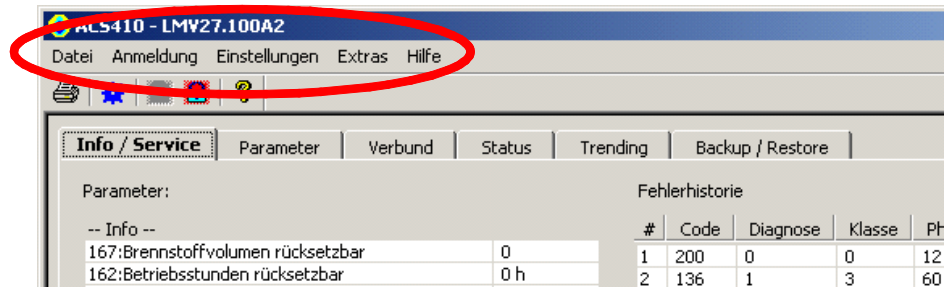 ACS410 - LMV27.100A2
Datei Anmeldung Einstellungen Extras Hilfe
Info / Service Parameter Verbund Status Trending Backup / Restore
Parameter: Fehlerhistorie
-- Info -- # Code Diagnose Klasse Ph
167:Brennstoffvolumen rücksetzbar 0 1 200 0 0 12
162:Betriebsstunden rücksetzbar 0 h 2 136 1 3 60